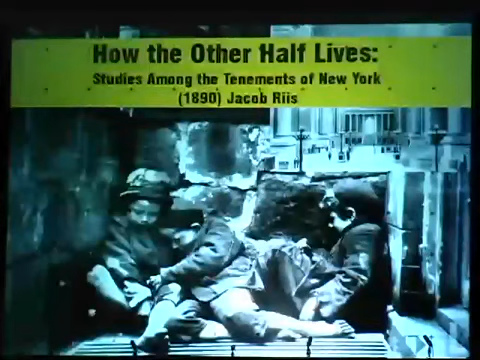 How the Other Half Lives:
Studies Among the Tenements of New York
(1890) Jacob Riis